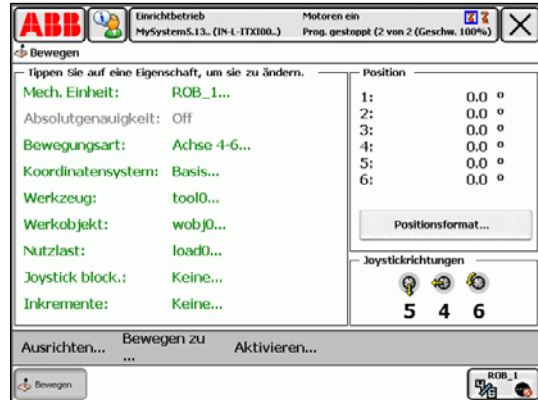 ABB
Einrichtbetrieb
Motoren ein
MySystem5.13.. (IN-L-ITXI00..)
Prog. gestoppt (2 von 2 (Geschw. 100%)
Bewegen
Tippen Sie auf eine Eigenschaft, um sie zu ändern.
Mech. Einheit: ROB_1...
Absolutgenauigkeit: Off
Bewegungsart: Achse 4-6...
Koordinatensystem: Basis...
Werkzeug: tool0...
Werkobjekt: wobj0...
Nutzlast: load0...
Joystick block.: Keine...
Inkremente: Keine...
Position
1: 0.0 º
2: 0.0 º
3: 0.0 º
4: 0.0 º
5: 0.0 º
6: 0.0 º
Positionsformat...
Joystickrichtungen
5 4 6
Ausrichten... Bewegen zu ... Aktivieren...
Bewegen
ROB_1